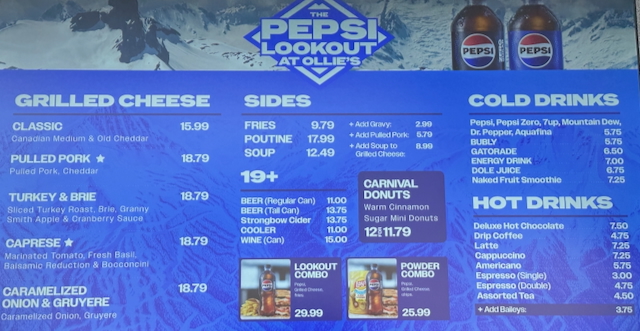 THE
PEPSI
LOOKOUT
AT OLLIE'S
PEPSI
PEPSI
GRILLED CHEESE
CLASSIC 15.99
Canadian Medium & Old Cheddar
PULLED PORK ★ 18.79
Pulled Pork, Cheddar
TURKEY & BRIE 18.79
Sliced Turkey Roast, Brie, Granny
Smith Apple & Cranberry Sauce
CAPRESE ★ 18.79
Marinated Tomato, Fresh Basil,
Balsamic Reduction & Bocconcini
CARAMELIZED
ONION & GRUYERE 18.79
Caramelized Onion, Gruyere
SIDES
FRIES 9.79
POUTINE 17.99
SOUP 12.49
+ Add Gravy: 2.99
+ Add Pulled Pork: 5.79
+ Add Soup to 8.99
Grilled Cheese:
19+
BEER (Regular Can) 11.00
BEER (Tall Can) 13.75
Strongbow Cider 13.75
COOLER 11.00
WINE (Can) 15.00
CARNIVAL
DONUTS
Warm Cinnamon
Sugar Mini Donuts
12 11.79
LOOKOUT
COMBO
Pepsi,
Grilled Cheese,
fries
29.99
POWDER
COMBO
Pepsi,
Grilled Cheese,
chips
25.99
COLD DRINKS
Pepsi, Pepsi Zero, 7up, Mountain Dew,
Dr. Pepper, Aquafina 5.75
BUBLY 5.75
GATORADE 6.50
ENERGY DRINK 7.00
DOLE JUICE 6.75
Naked Fruit Smoothie 7.25
HOT DRINKS
Deluxe Hot Chocolate 7.50
Drip Coffee 4.75
Latte 7.25
Cappuccino 7.25
Americano 5.75
Espresso (Single) 3.00
Espresso (Double) 4.75
Assorted Tea 4.50
+ Add Baileys: 3.75